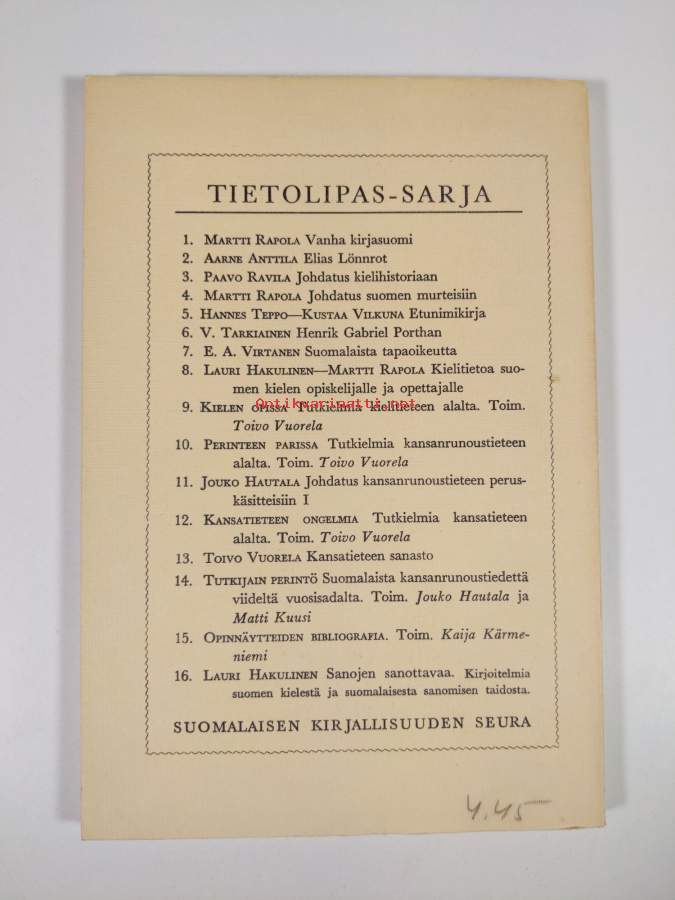 TIETOLIPAS-SARJA
1. MARTTI RAPOLA Vanha kirjasuomi
2. AARNE ANTTILA Elias Lönnrot
3. PAAVO RAVILA Johdatus kielihistoriaan
4. MARTTI RAPOLA Johdatus suomen murteisiin
5. HANNES TEPPO—KUSTAA VILKUNA Etunimikirja
6. V. TARKIAINEN Henrik Gabriel Porthan
7. E. A. VIRTANEN Suomalaista tapaoikeutta
8. LAURI HAKULINEN—MARTTI RAPOLA Kielitietoa suo-
men kielen opiskelijalle ja opettajalle
Antikvariaatti.net
9. KIELEN OPISSA Tutkielmia kielitieteen alalta. Toim.
Toivo Vuorela
10. PERINTEEN PARISSA Tutkielmia kansanrunoustieteen
alalta. Toim. Toivo Vuorela
11. JOUKO HAUTALA Johdatus kansanrunoustieteen perus-
käsitteisiin I
12. KANSATIETEEN ONGELMIA Tutkielmia kansatieteen
alalta. Toim. Toivo Vuorela
13. TOIVO VUORELA Kansatieteen sanasto
14. TUTKIJAIN PERINTÖ Suomalaista kansanrunoustiedettä
viideltä vuosisadalta. Toim. Jouko Hautala ja
Matti Kuusi
15. OPINNÄYTTEIDEN BIBLIOGRAFIA. Toim. Kaija Kärme-
niemi
16. LAURI HAKULINEN Sanojen sanottavaa. Kirjoitelmia
suomen kielestä ja suomalaisesta sanomisen taidosta.
SUOMALAISEN KIRJALLISUUDEN SEURA
4.45